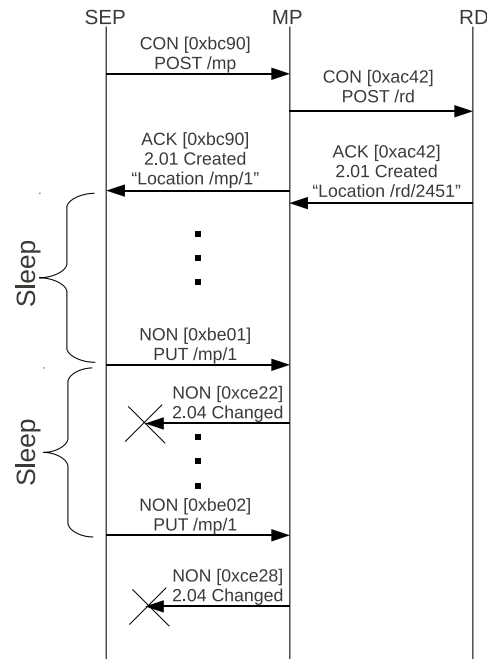 SEP
MP
RD
CON [0xbc90]
POST /mp
CON [0xac42]
POST /rd
ACK [0xbc90]
2.01 Created
“Location /mp/1”
ACK [0xac42]
2.01 Created
“Location /rd/2451”
Sleep
NON [0xbe01]
PUT /mp/1
NON [0xce22]
2.04 Changed
Sleep
NON [0xbe02]
PUT /mp/1
NON [0xce28]
2.04 Changed